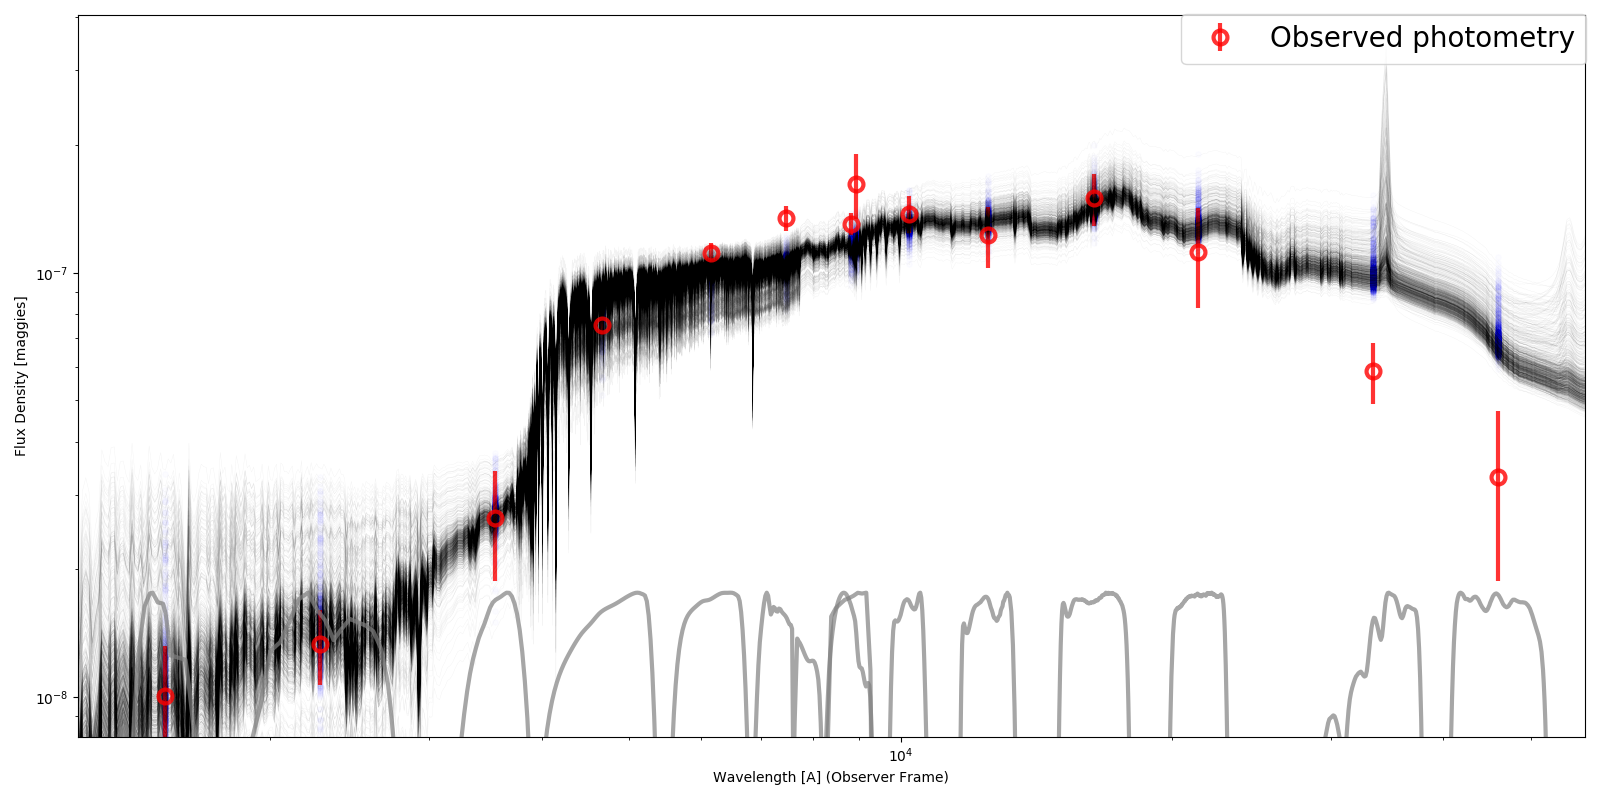 Observed photometry
Flux Density [maggies]
10⁻⁷
10⁻⁸
10⁴
Wavelength [A] (Observer Frame)